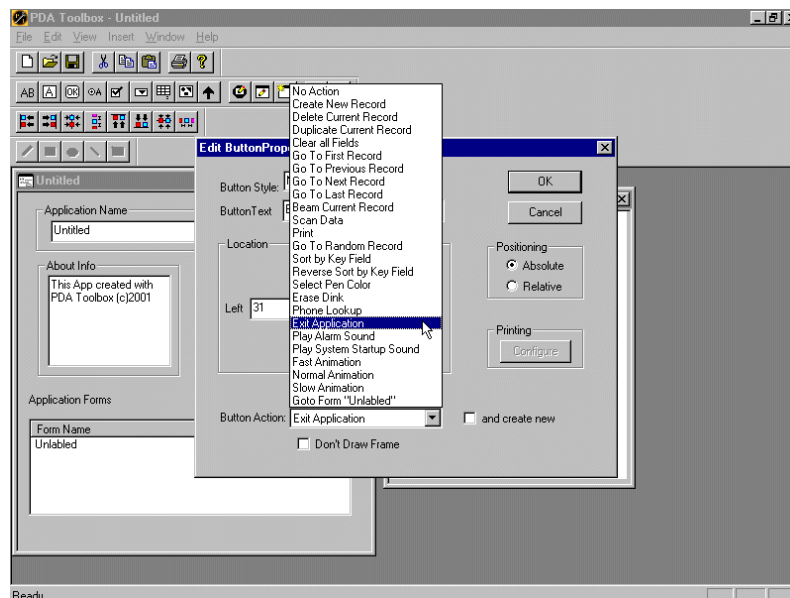 PDA Toolbox - Untitled
File Edit View Insert Window Help
AB A OK
Edit ButtonProp
Untitled
Application Name
Untitled
About Info
This App created with
PDA Toolbox (c)2001
Application Forms
Form Name
Unlabled
Button Style:
ButtonText
Location
Left 31
No Action
Create New Record
Delete Current Record
Duplicate Current Record
Clear all Fields
Go To First Record
Go To Previous Record
Go To Next Record
Go To Last Record
Beam Current Record
Scan Data
Print
Go To Random Record
Sort by Key Field
Reverse Sort by Key Field
Select Pen Color
Erase Dink
Phone Lookup
Exit Application
Play Alarm Sound
Play System Startup Sound
Fast Animation
Normal Animation
Slow Animation
Goto Form "Unlabled"
Button Action: Exit Application
and create new
Don't Draw Frame
OK
Cancel
Positioning
Absolute
Relative
Printing
Configure
Ready